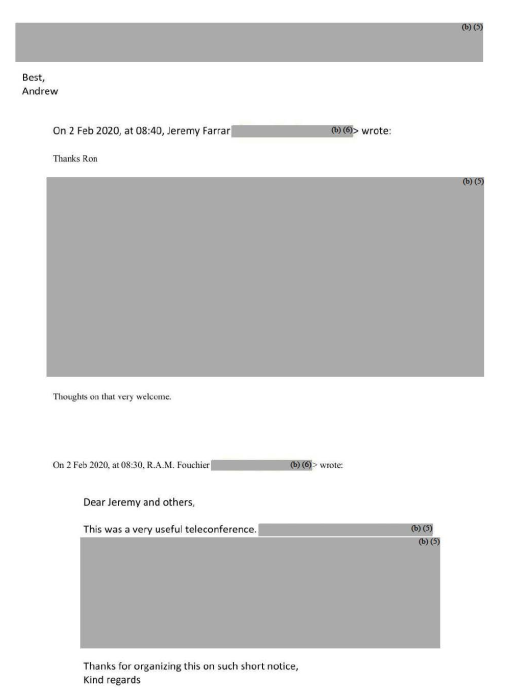 (b) (5)
Best,
Andrew
On 2 Feb 2020, at 08:40, Jeremy Farrar (b) (6)> wrote:
Thanks Ron
(b) (5)
Thoughts on that very welcome.
On 2 Feb 2020, at 08:30, R.A.M. Fouchier (b) (6)> wrote:
Dear Jeremy and others,
This was a very useful teleconference. (b) (5)
(b) (5)
Thanks for organizing this on such short notice,
Kind regards